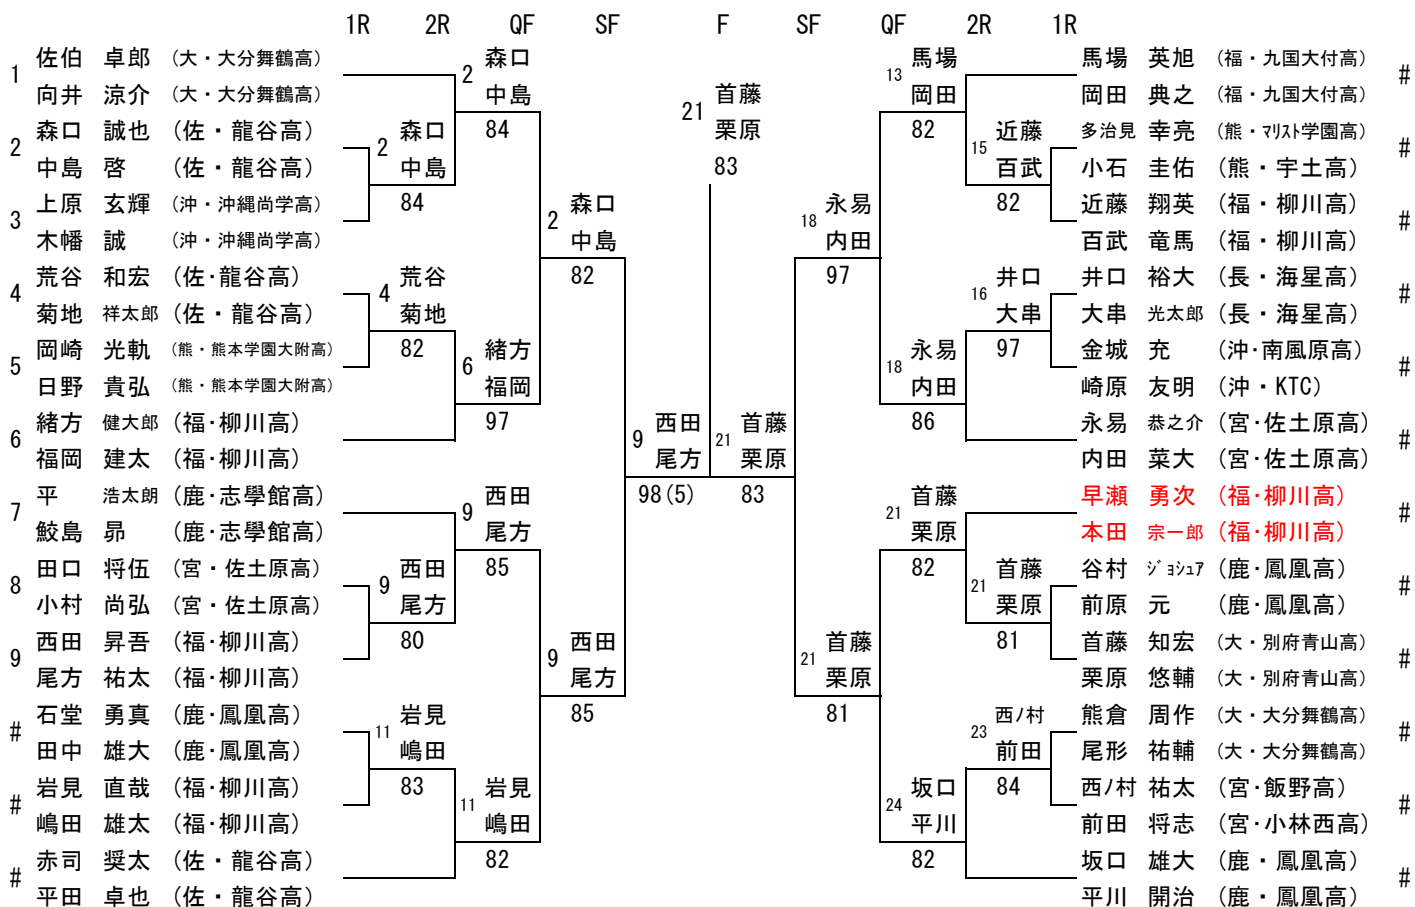 1R 2R QF SF F SF QF 2R 1R
1 佐伯 卓郎 (大・大分舞鶴高)
向井 涼介 (大・大分舞鶴高)
2 森口 誠也 (佐・龍谷高)
中島 啓 (佐・龍谷高)
3 上原 玄輝 (沖・沖縄尚学高)
木幡 誠 (沖・沖縄尚学高)
4 荒谷 和宏 (佐・龍谷高)
菊地 祥太郎 (佐・龍谷高)
5 岡崎 光軌 (熊・熊本学園大附高)
日野 貴弘 (熊・熊本学園大附高)
6 緒方 健大郎 (福・柳川高)
福岡 建太 (福・柳川高)
7 平 浩太朗 (鹿・志學館高)
鮫島 昴 (鹿・志學館高)
8 田口 将伍 (宮・佐土原高)
小村 尚弘 (宮・佐土原高)
9 西田 昇吾 (福・柳川高)
尾方 祐太 (福・柳川高)
# 石堂 勇真 (鹿・鳳凰高)
田中 雄大 (鹿・鳳凰高)
# 岩見 直哉 (福・柳川高)
嶋田 雄太 (福・柳川高)
# 赤司 奨太 (佐・龍谷高)
平田 卓也 (佐・龍谷高)
2 森口
中島
84
4 荒谷
菊地
82
9 西田
尾方
80
11 岩見
嶋田
83
2 森口
中島
84
6 緒方
福岡
97
9 西田
尾方
85
11 岩見
嶋田
82
2 森口
中島
82
9 西田
尾方
85
9 西田
尾方
98(5)
21 首藤
栗原
83
21 首藤
栗原
83
18 永易
内田
97
21 首藤
栗原
81
13 馬場
岡田
82
18 永易
内田
86
21 首藤
栗原
82
24 坂口
平川
82
15 近藤
百武
82
16 井口
大串
97
21 首藤
栗原
81
23 西ノ村
前田
84
馬場 英旭 (福・九国大付高) #
岡田 典之 (福・九国大付高)
多治見 幸亮 (熊・マリスト学園高) #
小石 圭佑 (熊・宇土高)
近藤 翔英 (福・柳川高) #
百武 竜馬 (福・柳川高)
井口 裕大 (長・海星高) #
大串 光太郎 (長・海星高)
金城 充 (沖・南風原高) #
崎原 友明 (沖・KTC)
永易 恭之介 (宮・佐土原高) #
内田 菜大 (宮・佐土原高)
早瀬 勇次 (福・柳川高) #
本田 宗一郎 (福・柳川高)
谷村 ジョシュア (鹿・鳳凰高) #
前原 元 (鹿・鳳凰高)
首藤 知宏 (大・別府青山高) #
栗原 悠輔 (大・別府青山高)
熊倉 周作 (大・大分舞鶴高) #
尾形 祐輔 (大・大分舞鶴高)
西ノ村 祐太 (宮・飯野高) #
前田 将志 (宮・小林西高)
坂口 雄大 (鹿・鳳凰高) #
平川 開治 (鹿・鳳凰高)